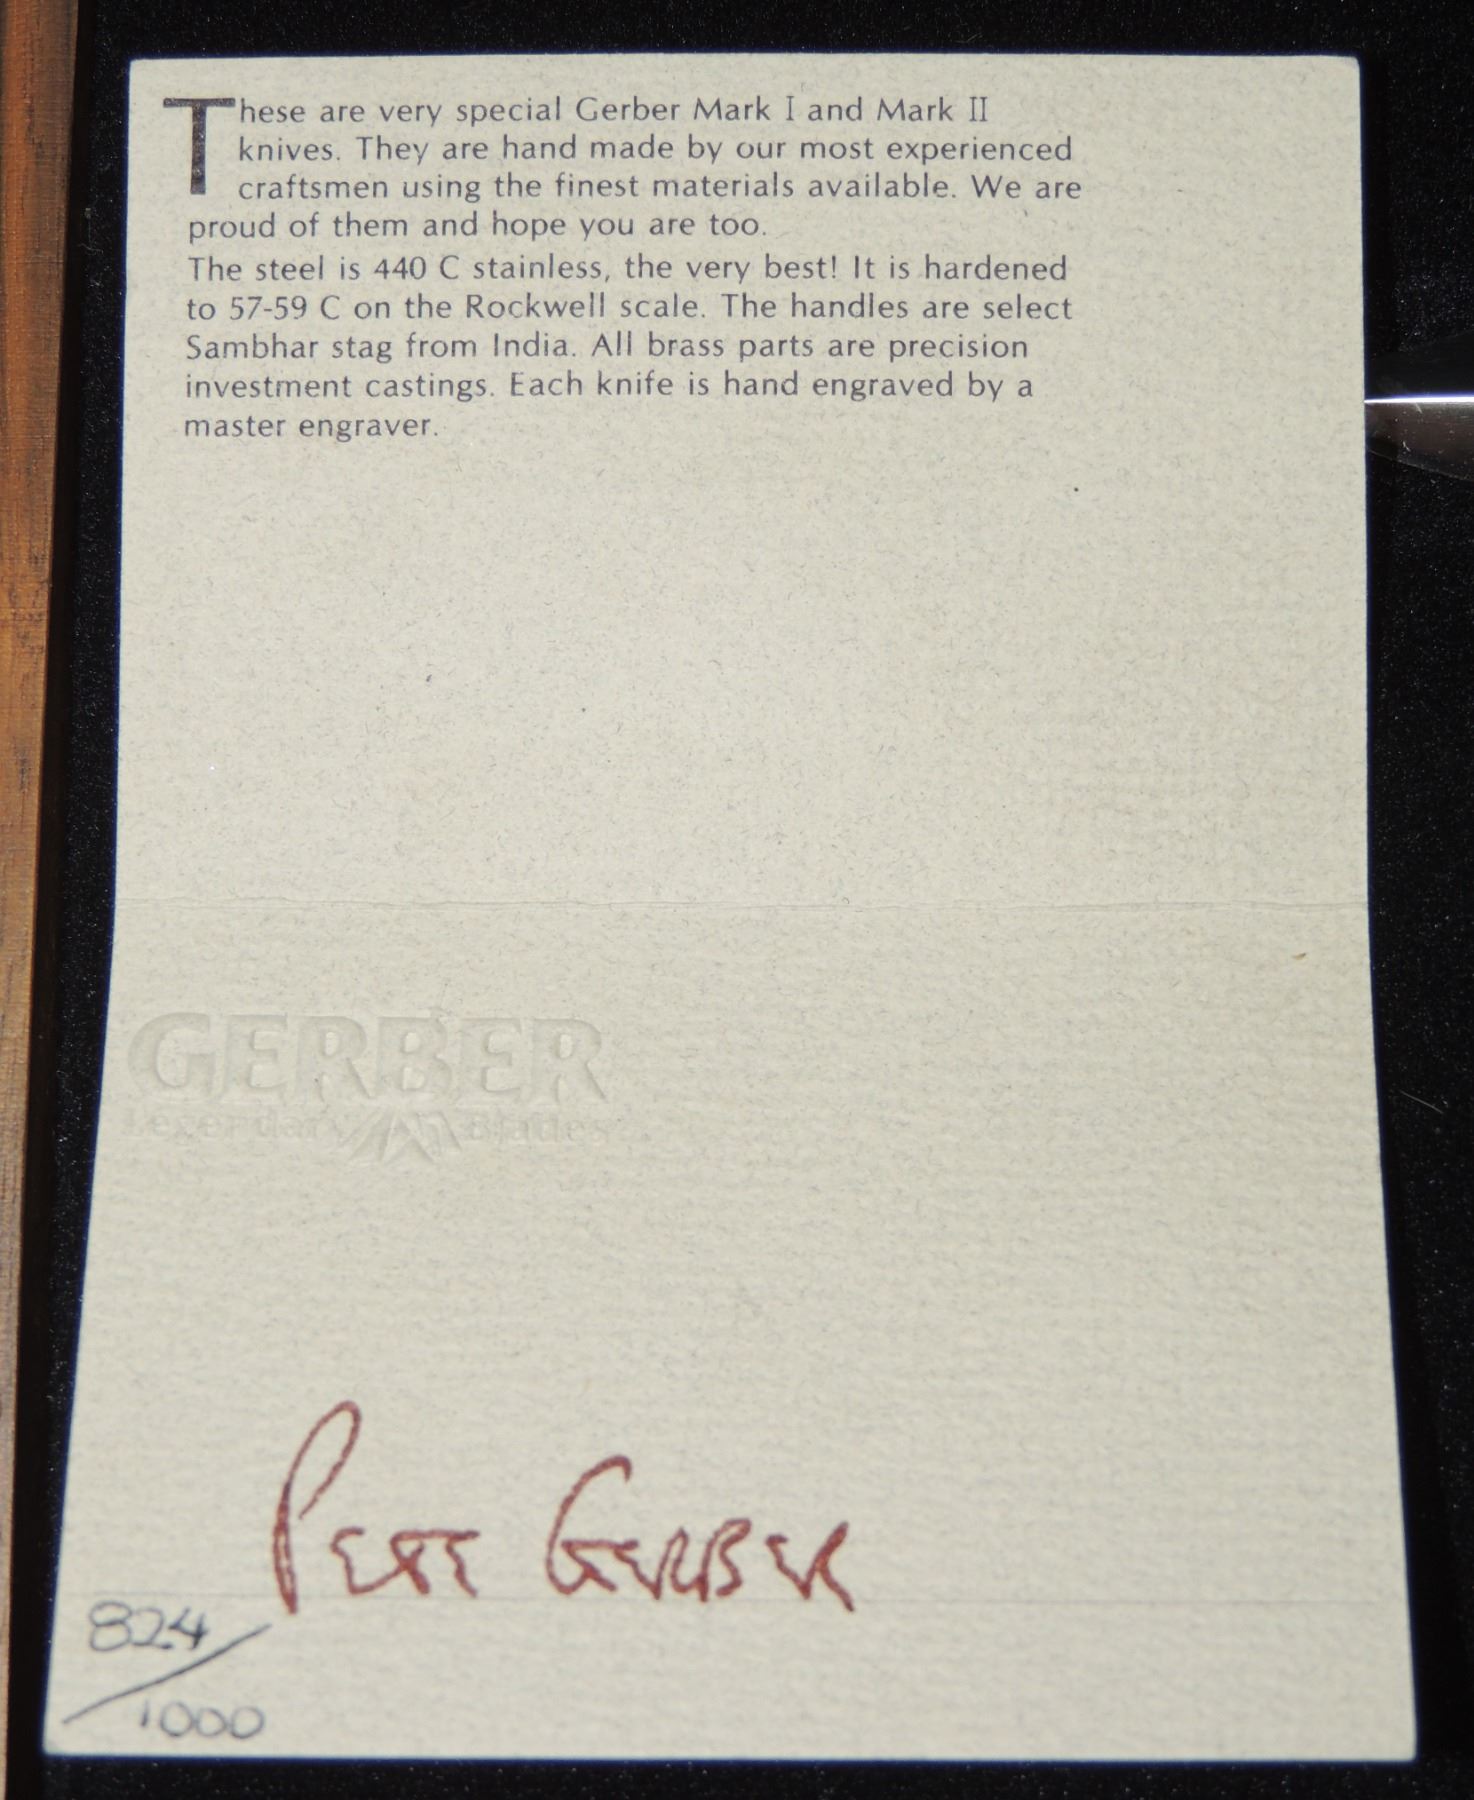 These are very special Gerber Mark I and Mark II
knives. They are hand made by our most experienced
craftsmen using the finest materials available. We are
proud of them and hope you are too.
The steel is 440 C stainless, the very best! It is hardened
to 57-59 C on the Rockwell scale. The handles are select
Sambhar stag from India. All brass parts are precision
investment castings. Each knife is hand engraved by a
master engraver.
GERBER
Legendary Blades
PETE GERBER
824/1000